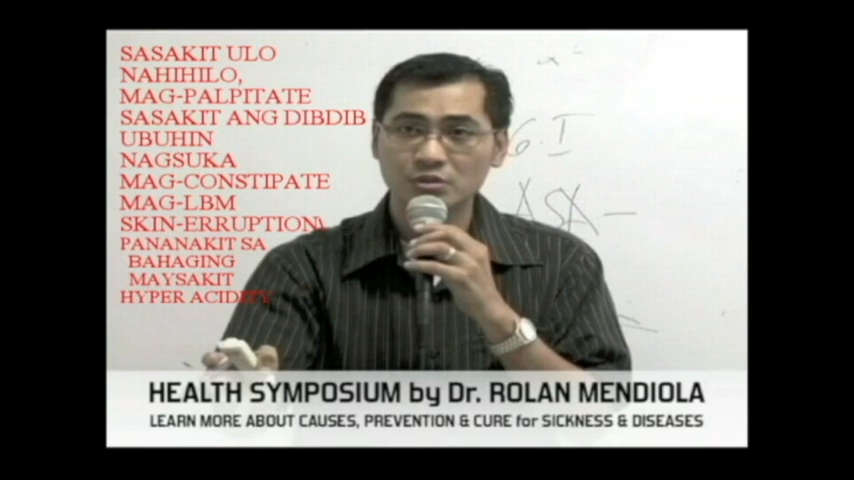 SASAKIT ULO
NAHIHILO,
MAG-PALPITATE
SASAKIT ANG DIBDIB
UBUHIN
NAGSUKA
MAG-CONSTIPATE
MAG-LBM
SKIN-ERRUPTION\
PANANAKIT SA
BAHAGING
MAYSAKIT
HYPER ACIDITY
G.I
ASA -
HEALTH SYMPOSIUM by Dr. ROLAN MENDIOLA
LEARN MORE ABOUT CAUSES, PREVENTION & CURE for SICKNESS & DISEASES